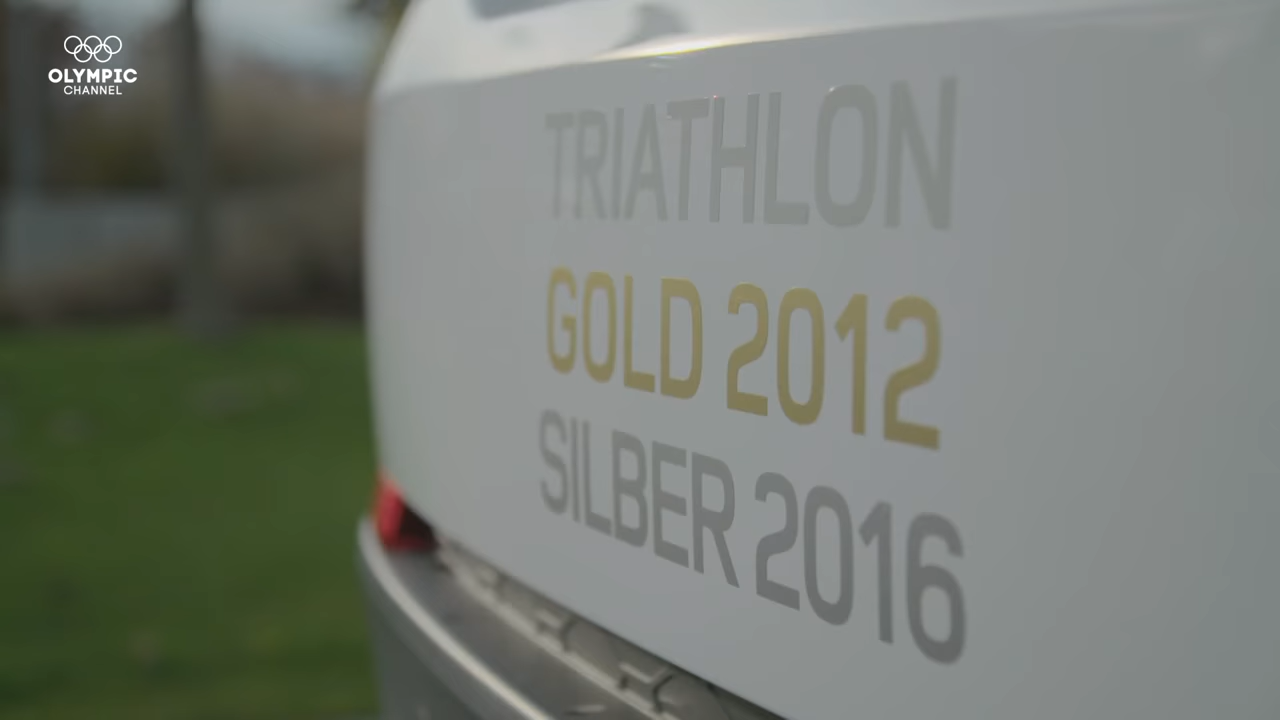 OLYMPIC
CHANNEL
TRIATHLON
GOLD 2012
SILBER 2016